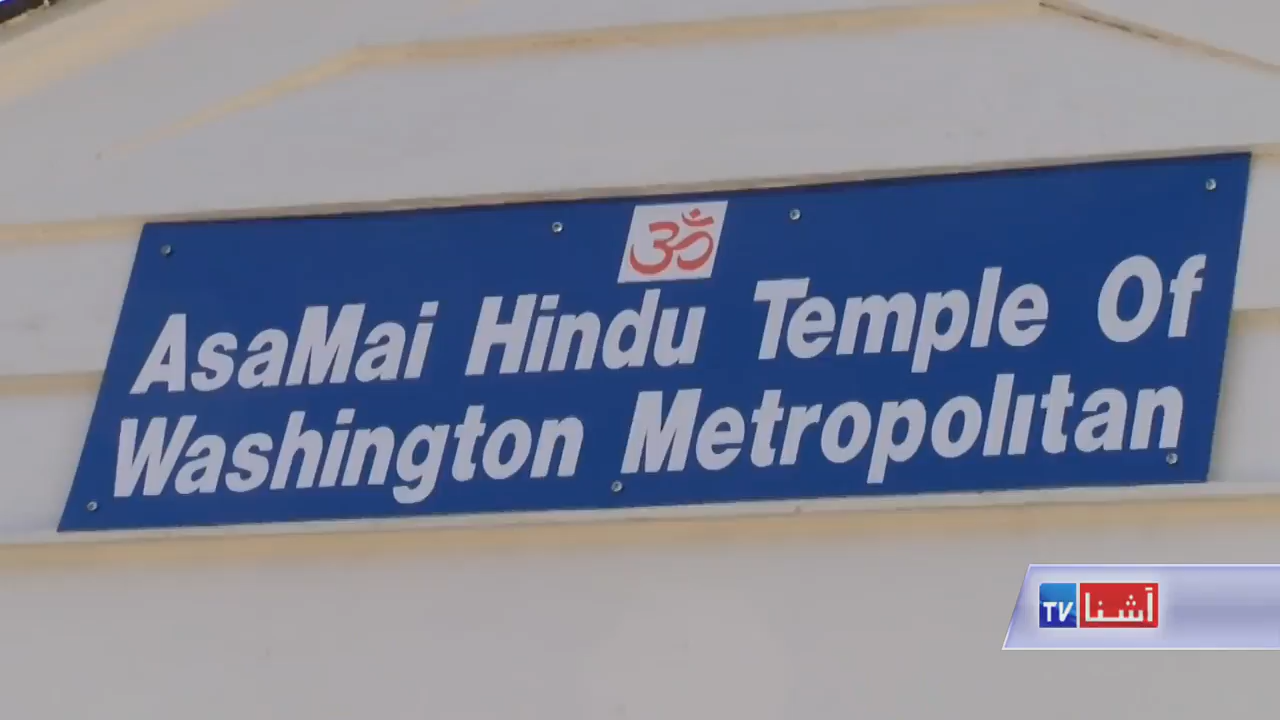 ॐ
AsaMai Hindu Temple Of
Washington Metropolitan
TV آشنا